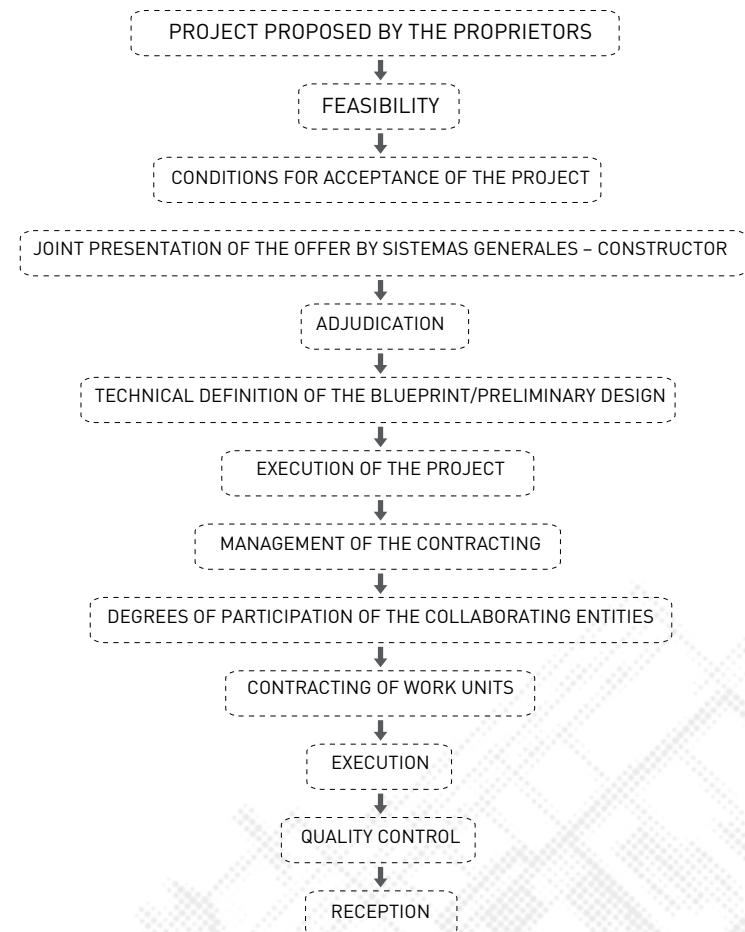 PROJECT PROPOSED BY THE PROPRIETORS
FEASIBILITY
CONDITIONS FOR ACCEPTANCE OF THE PROJECT
JOINT PRESENTATION OF THE OFFER BY SISTEMAS GENERALES – CONSTRUCTOR
ADJUDICATION
TECHNICAL DEFINITION OF THE BLUEPRINT/PRELIMINARY DESIGN
EXECUTION OF THE PROJECT
MANAGEMENT OF THE CONTRACTING
DEGREES OF PARTICIPATION OF THE COLLABORATING ENTITIES
CONTRACTING OF WORK UNITS
EXECUTION
QUALITY CONTROL
RECEPTION